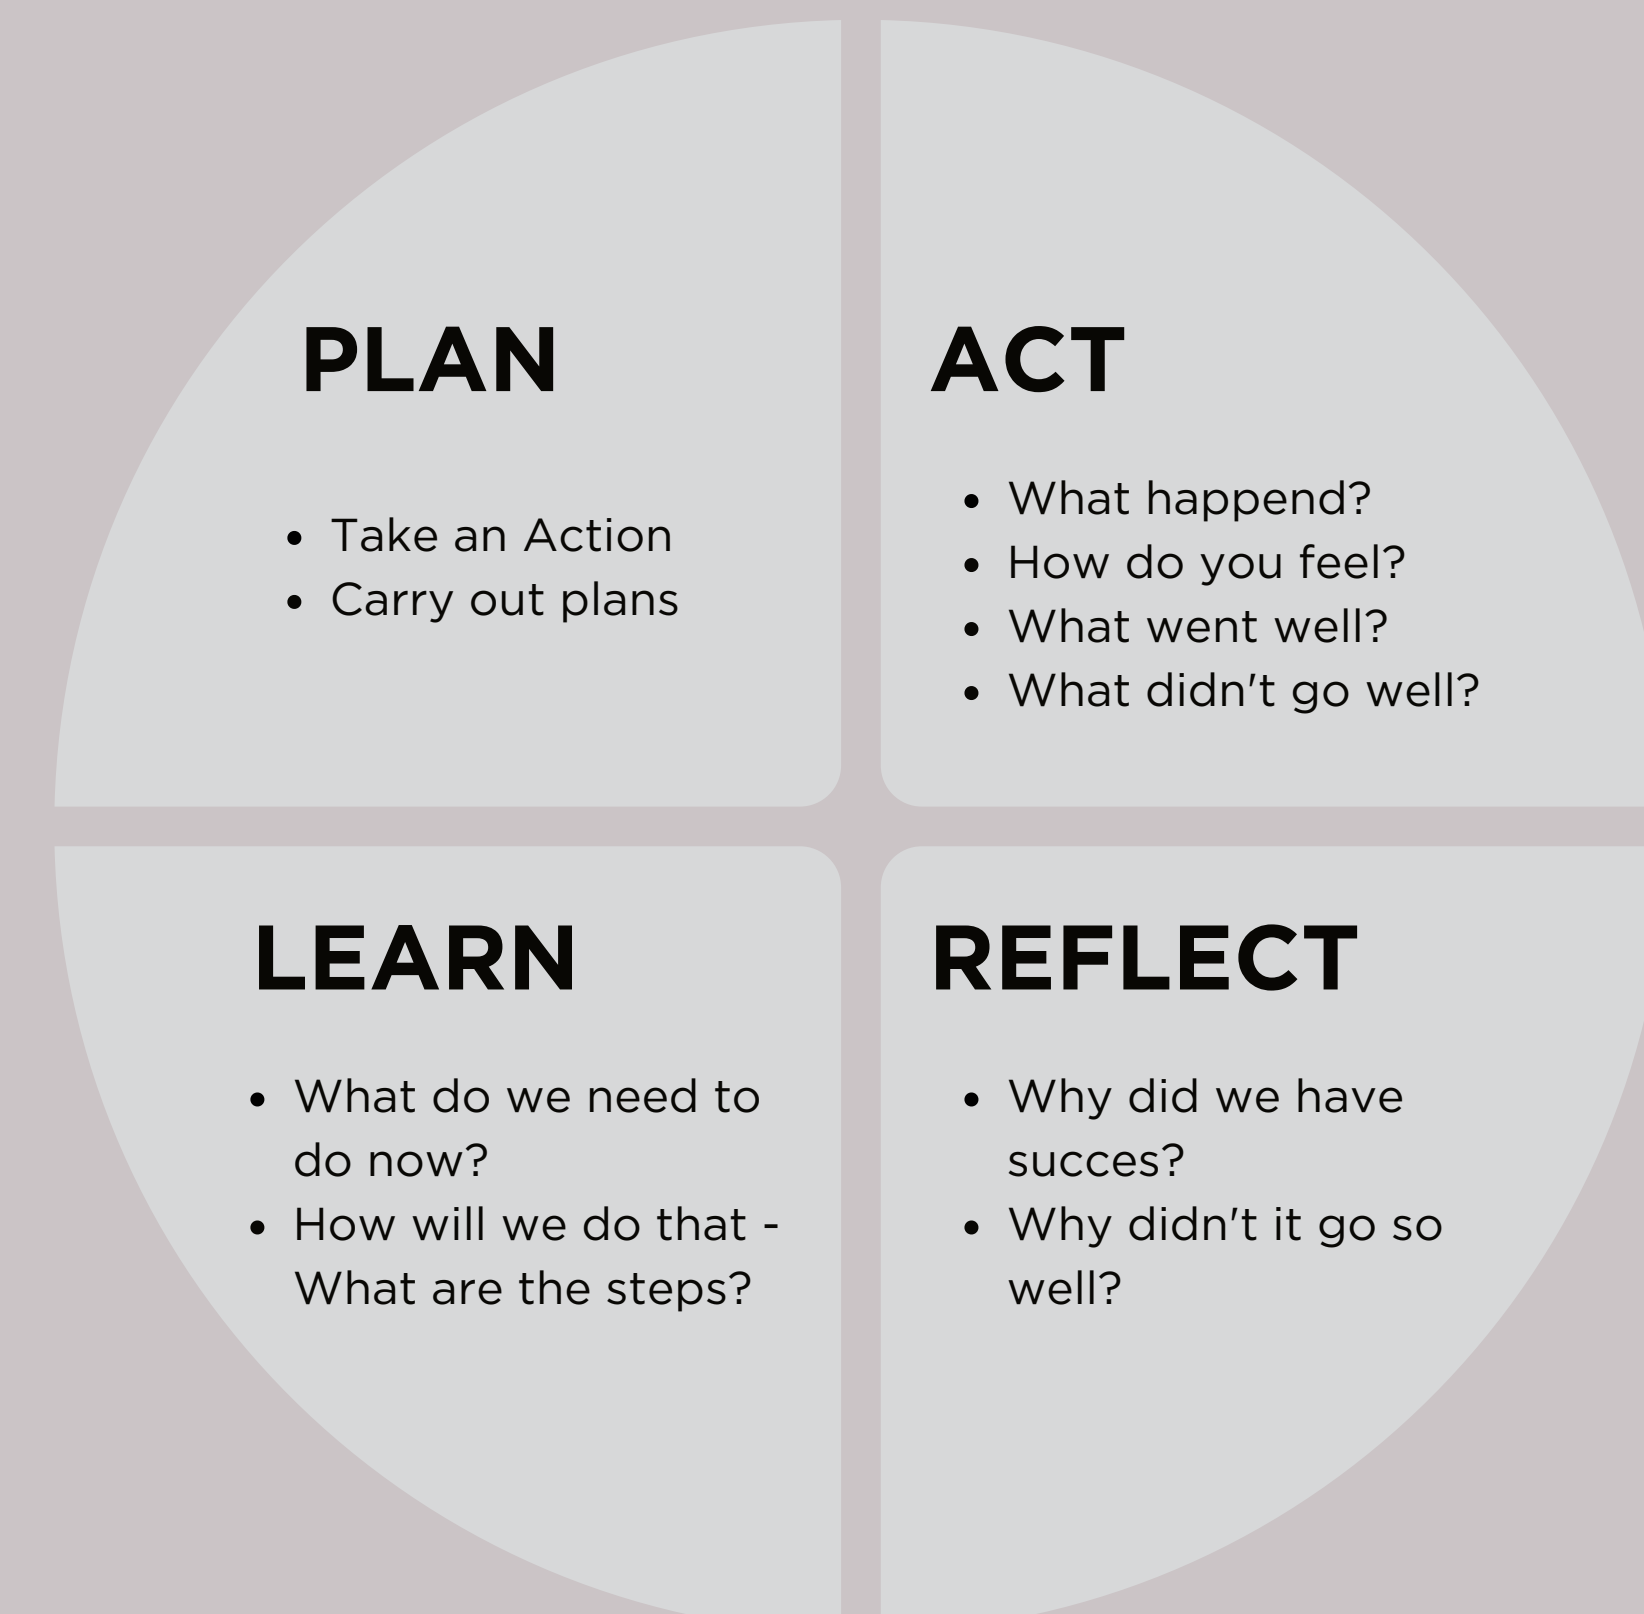 PLAN
• Take an Action
• Carry out plans
ACT
• What happend?
• How do you feel?
• What went well?
• What didn't go well?
LEARN
• What do we need to
do now?
• How will we do that -
What are the steps?
REFLECT
• Why did we have
succes?
• Why didn't it go so
well?